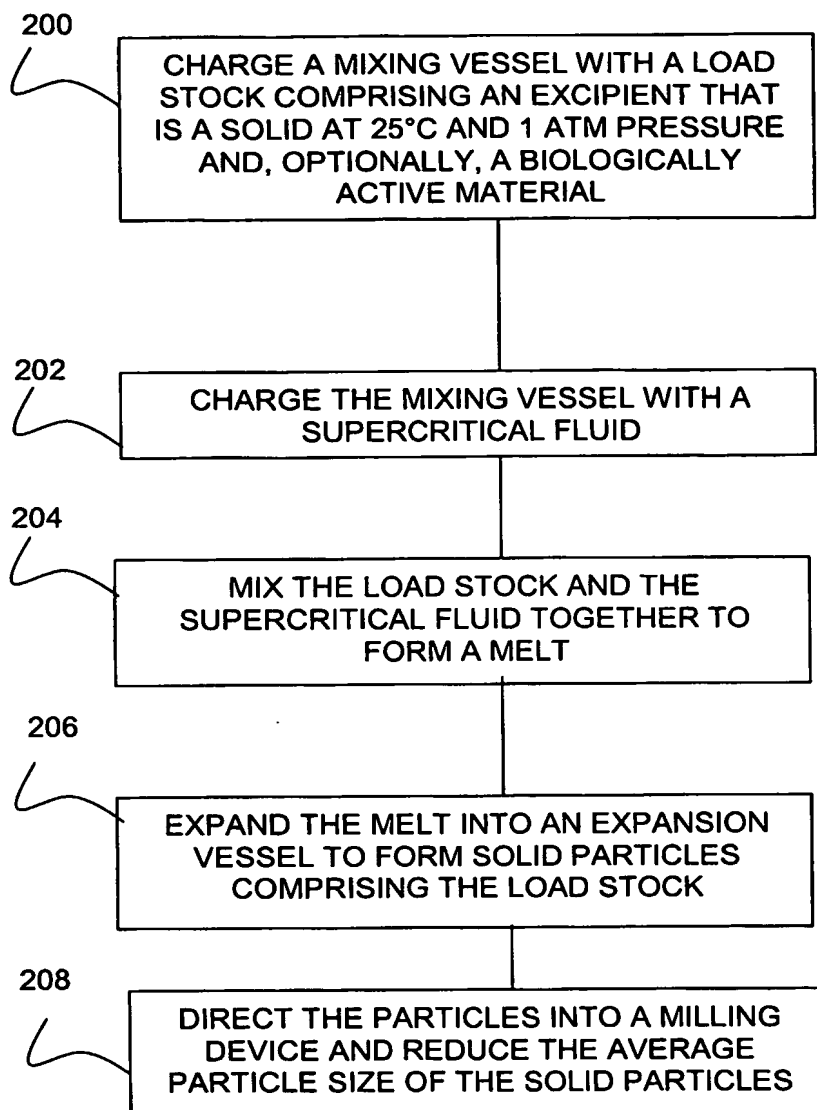 200
CHARGE A MIXING VESSEL WITH A LOAD
STOCK COMPRISING AN EXCIPIENT THAT
IS A SOLID AT 25°C AND 1 ATM PRESSURE
AND, OPTIONALLY, A BIOLOGICALLY
ACTIVE MATERIAL
202
CHARGE THE MIXING VESSEL WITH A
SUPERCRITICAL FLUID
204
MIX THE LOAD STOCK AND THE
SUPERCRITICAL FLUID TOGETHER TO
FORM A MELT
206
EXPAND THE MELT INTO AN EXPANSION
VESSEL TO FORM SOLID PARTICLES
COMPRISING THE LOAD STOCK
208
DIRECT THE PARTICLES INTO A MILLING
DEVICE AND REDUCE THE AVERAGE
PARTICLE SIZE OF THE SOLID PARTICLES